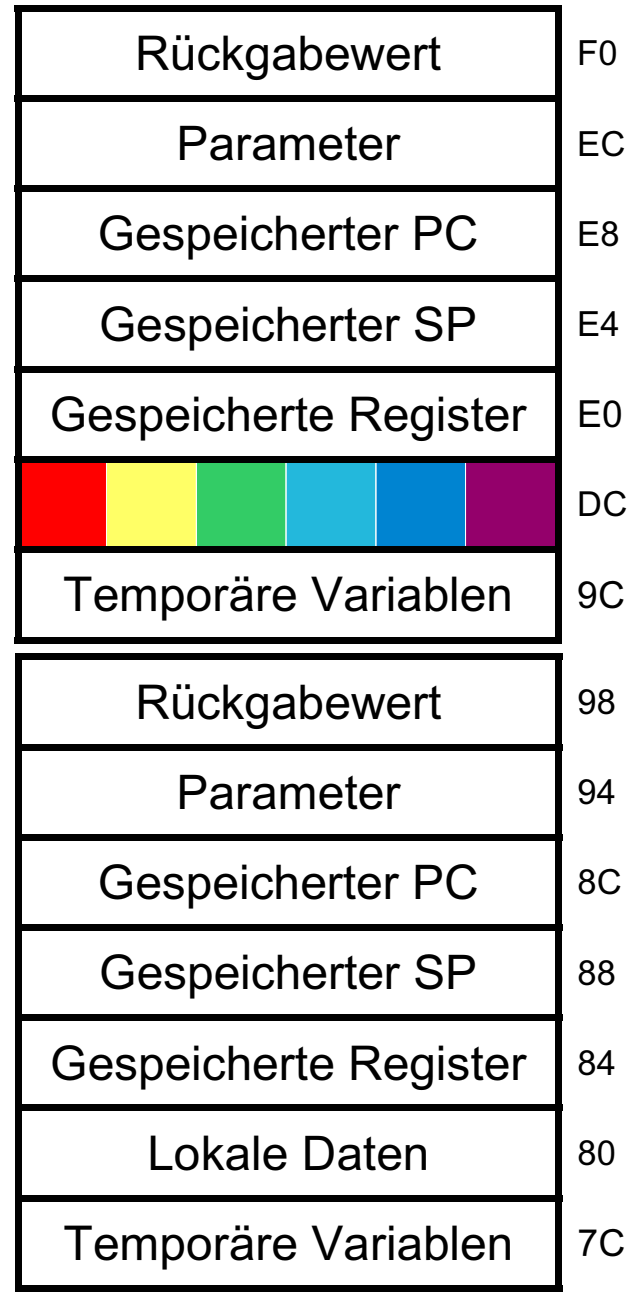 Rückgabewert F0
Parameter EC
Gespeicherter PC E8
Gespeicherter SP E4
Gespeicherte Register E0
DC
Temporäre Variablen 9C
Rückgabewert 98
Parameter 94
Gespeicherter PC 8C
Gespeicherter SP 88
Gespeicherte Register 84
Lokale Daten 80
Temporäre Variablen 7C